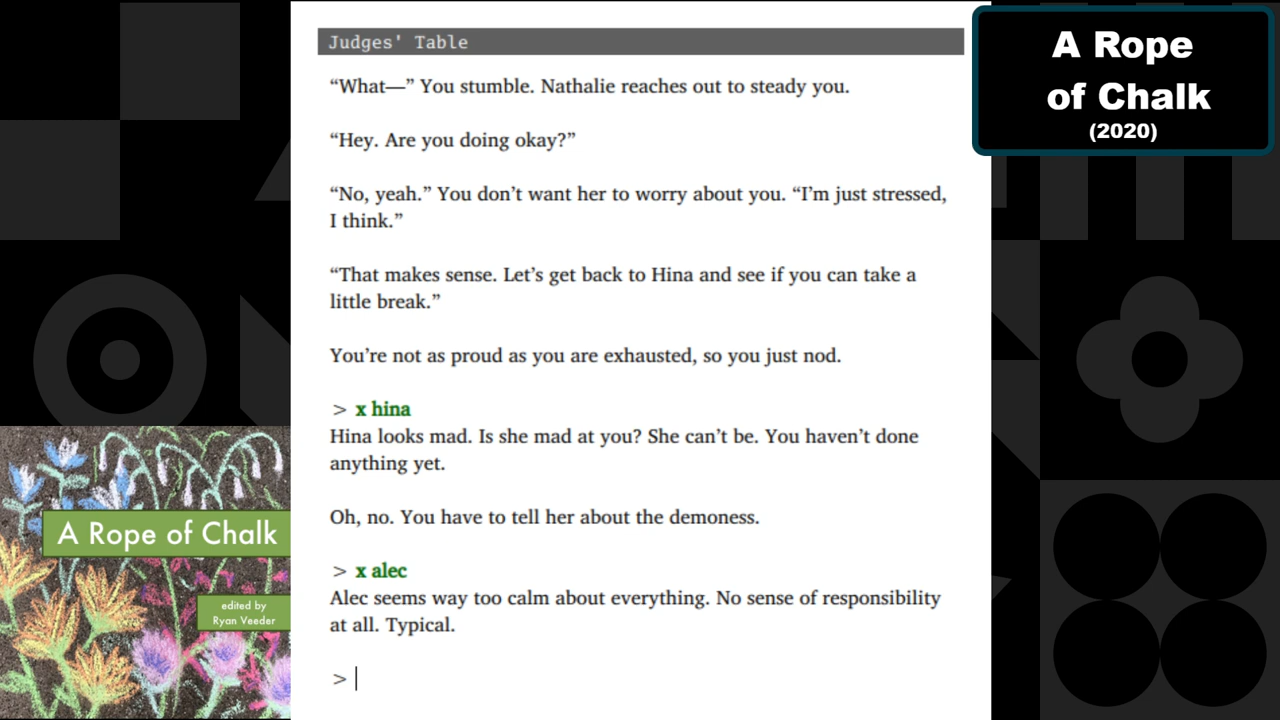 Judges' Table
“What—” You stumble. Nathalie reaches out to steady you.
“Hey. Are you doing okay?”
“No, yeah.” You don’t want her to worry about you. “I’m just stressed,
I think.”
“That makes sense. Let’s get back to Hina and see if you can take a
little break.”
You’re not as proud as you are exhausted, so you just nod.
> x hina
Hina looks mad. Is she mad at you? She can’t be. You haven’t done
anything yet.
Oh, no. You have to tell her about the demoness.
> x alec
Alec seems way too calm about everything. No sense of responsibility
at all. Typical.
>
A Rope
of Chalk
(2020)
A Rope of Chalk
edited by
Ryan Veeder